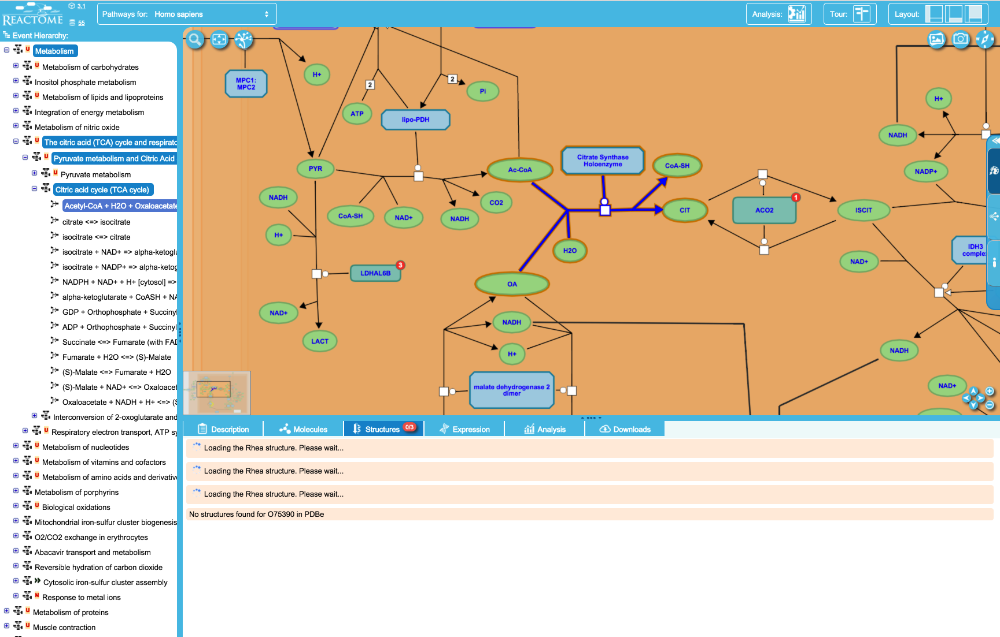 REACTOME
3.1
55
Pathways for: Homo sapiens
Analysis:
Tour:
Layout:
Event Hierarchy:
U Metabolism
U Metabolism of carbohydrates
Inositol phosphate metabolism
U Metabolism of lipids and lipoproteins
Integration of energy metabolism
Metabolism of nitric oxide
U The citric acid (TCA) cycle and respirato
U Pyruvate metabolism and Citric Acid
U Pyruvate metabolism
Citric acid cycle (TCA cycle)
Acetyl-CoA + H2O + Oxaloacetate
citrate <=> isocitrate
isocitrate <=> citrate
isocitrate + NAD+ => alpha-ketoglu
isocitrate + NADP+ => alpha-ketog
NADPH + NAD+ + H+ [cytosol] =>
alpha-ketoglutarate + CoASH + NA
GDP + Orthophosphate + Succinyl
ADP + Orthophosphate + Succinyl
Succinate <=> Fumarate (with FAD
Fumarate + H2O <=> (S)-Malate
(S)-Malate <=> Fumarate + H2O
(S)-Malate + NAD+ <=> Oxaloacet
Oxaloacetate + NADH + H+ <=> (S
Interconversion of 2-oxoglutarate and
U Respiratory electron transport, ATP sy
U Metabolism of nucleotides
U Metabolism of vitamins and cofactors
U Metabolism of amino acids and derivative
Metabolism of porphyrins
U Biological oxidations
Mitochondrial iron-sulfur cluster biogenesis
O2/CO2 exchange in erythrocytes
Abacavir transport and metabolism
Reversible hydration of carbon dioxide
Cytosolic iron-sulfur cluster assembly
N Response to metal ions
U Metabolism of proteins
U Muscle contraction
MPC1:
MPC2
H+
2
ATP
2
Pi
lipo-PDH
PYR
Ac-CoA
Citrate Synthase
Holoenzyme
CoA-SH
NADH
CoA-SH
NAD+
NADH
CO2
H+
CIT
1
ACO2
ISCIT
H+
NADH
NADP+
H2O
IDH3
complex
NAD+
LDHAL6B
3
OA
NAD+
NADH
LACT
H+
malate dehydrogenase 2
dimer
NADH
NAD+
Description
Molecules
Structures 0/3
Expression
Analysis
Downloads
Loading the Rhea structure. Please wait...
Loading the Rhea structure. Please wait...
Loading the Rhea structure. Please wait...
No structures found for O75390 in PDBe